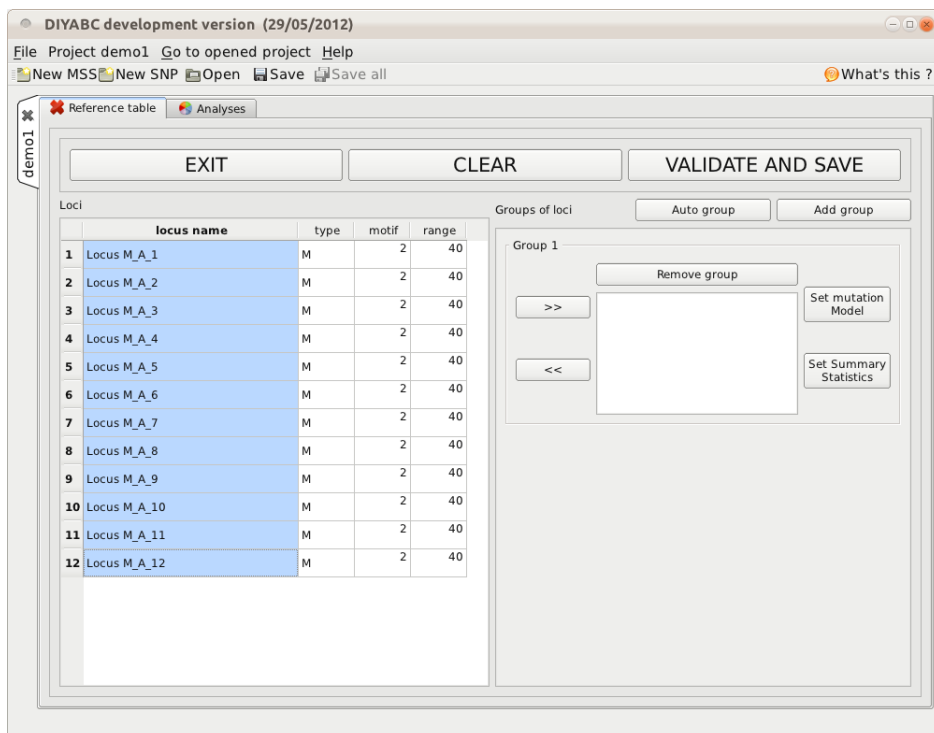 DIYABC development version (29/05/2012)
File Project demo1 Go to opened project Help
New MSS New SNP Open Save Save all What's this ?
demo1
Reference table Analyses
EXIT CLEAR VALIDATE AND SAVE
Loci
locus name type motif range
1 Locus M_A_1 M 2 40
2 Locus M_A_2 M 2 40
3 Locus M_A_3 M 2 40
4 Locus M_A_4 M 2 40
5 Locus M_A_5 M 2 40
6 Locus M_A_6 M 2 40
7 Locus M_A_7 M 2 40
8 Locus M_A_8 M 2 40
9 Locus M_A_9 M 2 40
10 Locus M_A_10 M 2 40
11 Locus M_A_11 M 2 40
12 Locus M_A_12 M 2 40
Groups of loci Auto group Add group
Group 1
Remove group
>>
<<
Set mutation
Model
Set Summary
Statistics